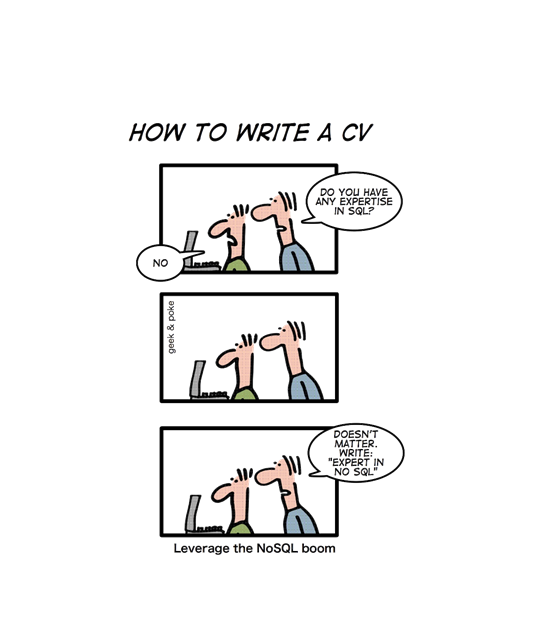 HOW TO WRITE A CV
DO YOU HAVE
ANY EXPERTISE
IN SQL?
NO
geek & poke
DOESN'T
MATTER.
WRITE:
"EXPERT IN
NO SQL"
Leverage the NoSQL boom